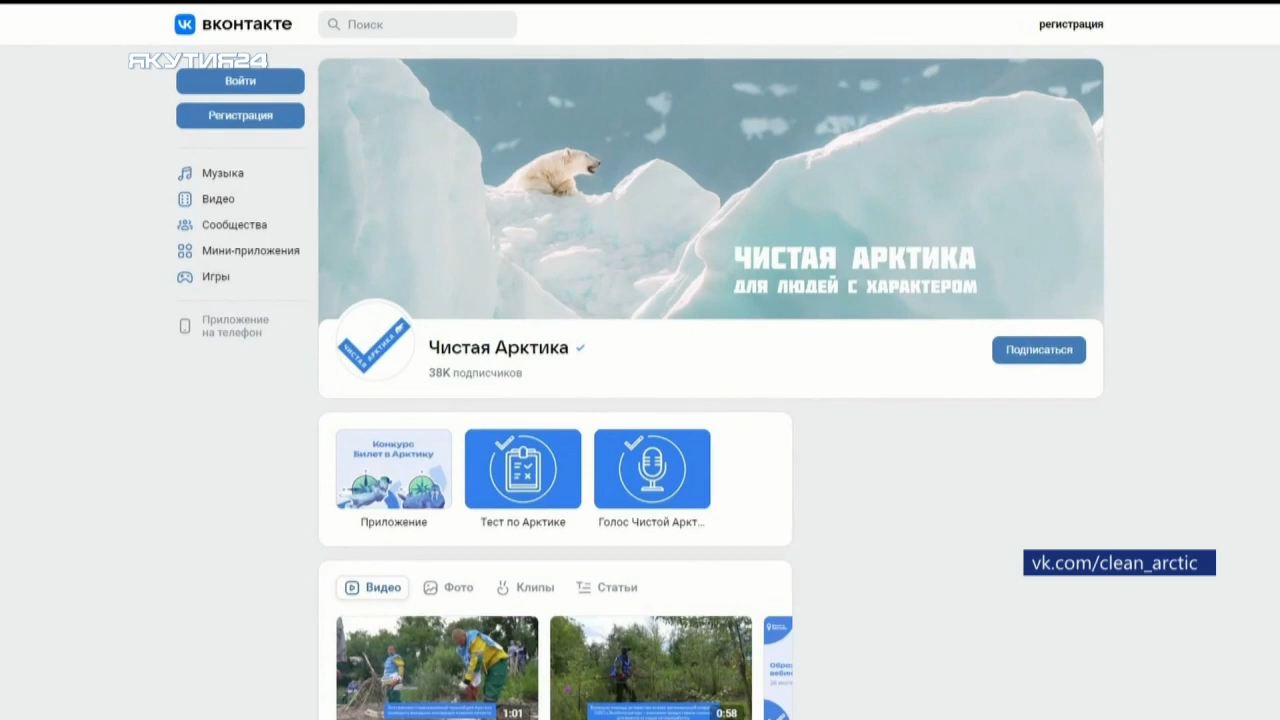 вконтакте
Поиск
регистрация
ЯКУТИЯ24
Войти
Регистрация
Музыка
Видео
Сообщества
Мини-приложения
Игры
Приложение
на телефон
ЧИСТАЯ АРКТИКА
ДЛЯ ЛЮДЕЙ С ХАРАКТЕРОМ
ЧИСТАЯ АРКТИКА
Чистая Арктика
38K подписчиков
Подписаться
Конкурс
Билет в Арктику
Приложение
Тест по Арктике
Голос Чистой Аркт...
vk.com/clean_arctic
Видео
Фото
Клипы
Статьи
1:01
0:58